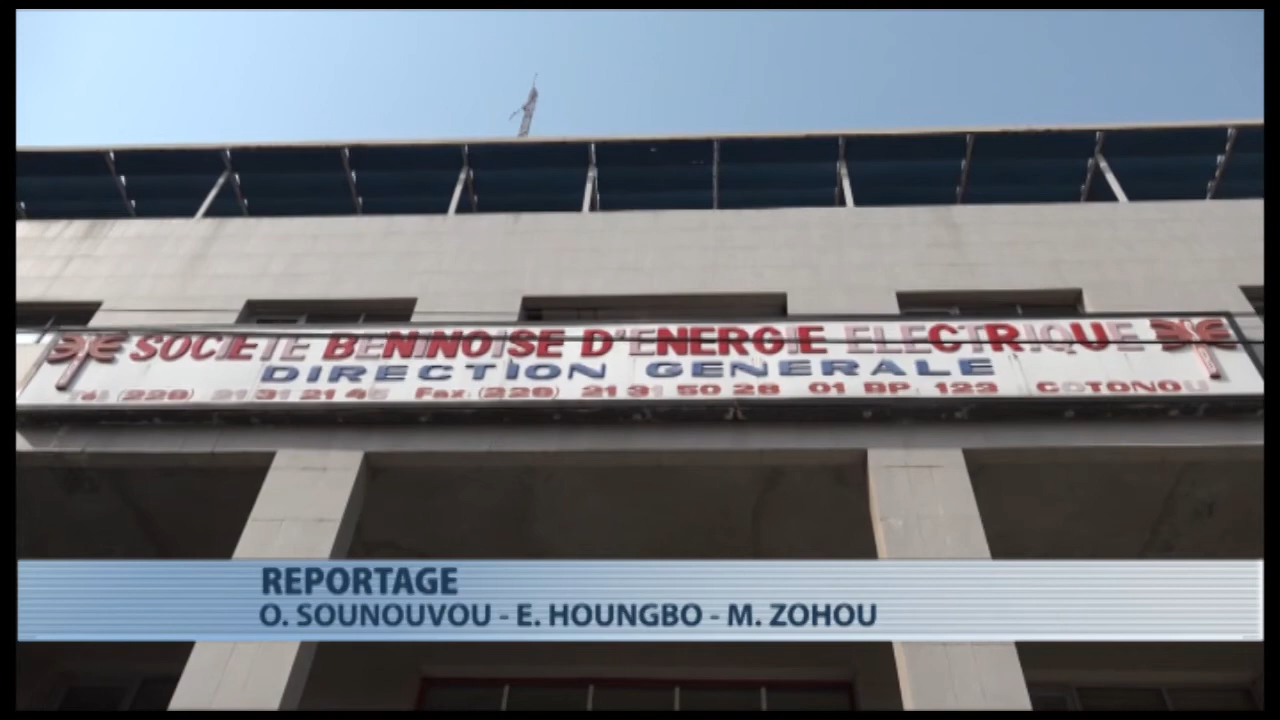 SOCIETE BENINOISE D'ENERGIE ELECTRIQUE
DIRECTION GENERALE
Tél (229) 21 31 21 45 Fax: (229) 21 31 50 28 01 BP 123 COTONOU
REPORTAGE
O. SOUNOUVOU - E. HOUNGBO - M. ZOHOU